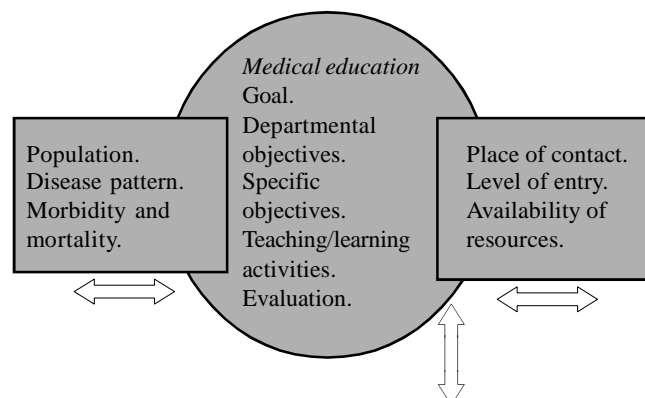 Medical education
Goal.
Departmental
objectives.
Specific
objectives.
Teaching/learning
activities.
Evaluation.
Population.
Disease pattern.
Morbidity and
mortality.
Place of contact.
Level of entry.
Availability of
resources.